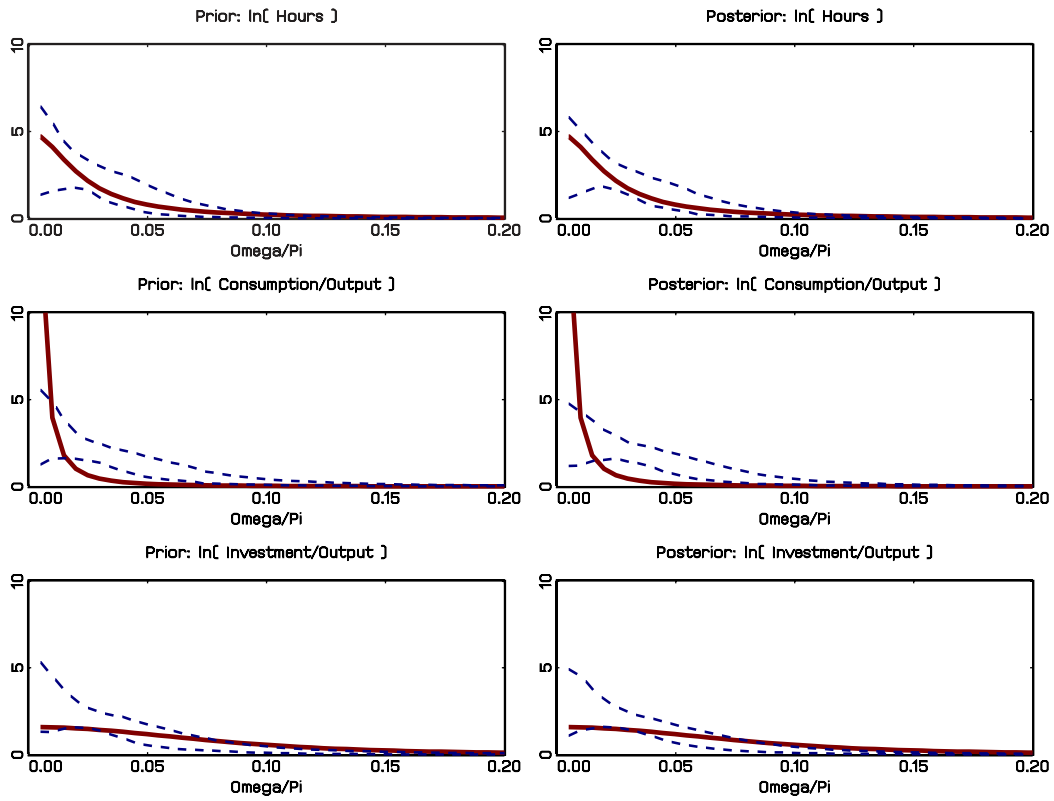 Prior: ln( Hours )
Posterior: ln( Hours )
10
5
0
0.00 0.05 0.10 0.15 0.20
Omega/Pi
10
5
0
0.00 0.05 0.10 0.15 0.20
Omega/Pi
Prior: ln( Consumption/Output )
Posterior: ln( Consumption/Output )
10
5
0
0.00 0.05 0.10 0.15 0.20
Omega/Pi
10
5
0
0.00 0.05 0.10 0.15 0.20
Omega/Pi
Prior: ln( Investment/Output )
Posterior: ln( Investment/Output )
10
5
0
0.00 0.05 0.10 0.15 0.20
Omega/Pi
10
5
0
0.00 0.05 0.10 0.15 0.20
Omega/Pi